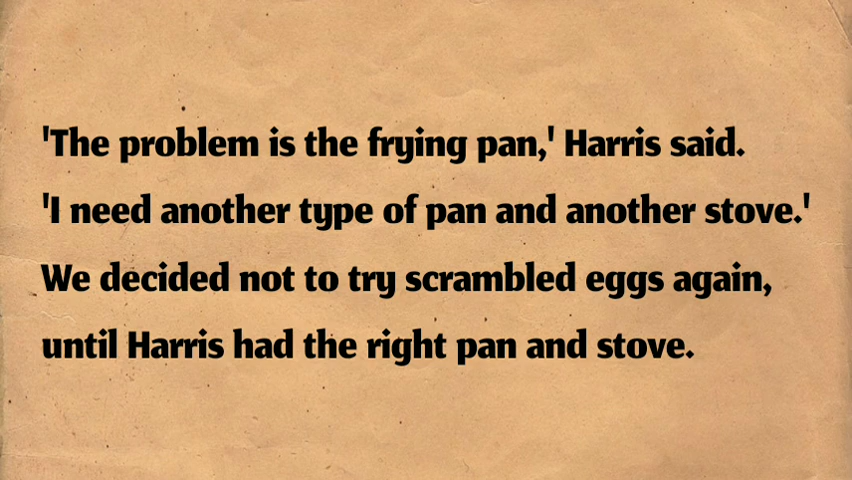 'The problem is the frying pan,' Harris said.
'I need another type of pan and another stove.'
We decided not to try scrambled eggs again,
until Harris had the right pan and stove.